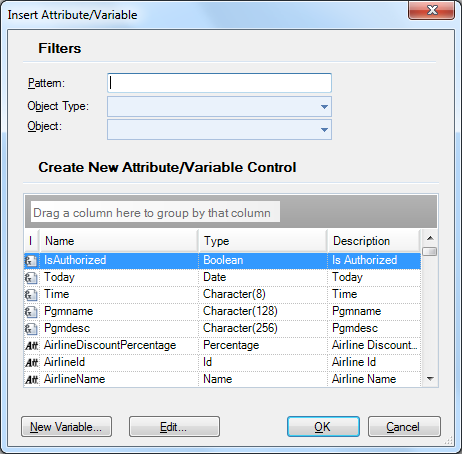 Insert Attribute/Variable
Filters
Pattern:
Object Type:
Object:
Create New Attribute/Variable Control
Drag a column here to group by that column
I Name Type Description
IsAuthorized Boolean Is Authorized
Today Date Today
Time Character(8) Time
Pgmname Character(128) Pgmname
Pgmdesc Character(256) Pgmdesc
Att AirlineDiscountPercentage Percentage Airline Discount...
Att AirlineId Id Airline Id
Att AirlineName Name Airline Name
New Variable... Edit... OK Cancel